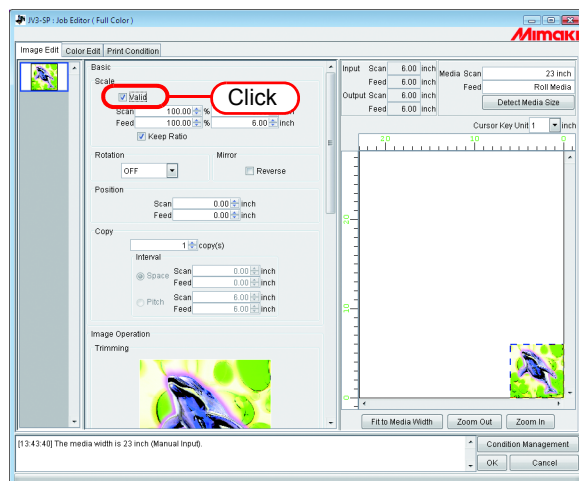 JV3-SP : Job Editor ( Full Color )
Mimaki
Image Edit Color Edit Print Condition
Basic
Scale
Valid
Click
Scan 100.00 %
Feed 100.00 % 6.00 inch
Keep Ratio
Rotation
OFF
Mirror
Reverse
Position
Scan 0.00 inch
Feed 0.00 inch
Copy
1 copy(s)
Interval
Space
Scan 0.00 inch
Feed 0.00 inch
Pitch
Scan 6.00 inch
Feed 6.00 inch
Image Operation
Trimming
Input Scan 6.00 inch
Feed 6.00 inch
Output Scan 6.00 inch
Feed 6.00 inch
Media Scan 23 inch
Feed Roll Media
Detect Media Size
Cursor Key Unit 1 inch
20 10 0
20
10
0
Fit to Media Width Zoom Out Zoom In
[13:43:40] The media width is 23 inch (Manual Input).
Condition Management
OK Cancel